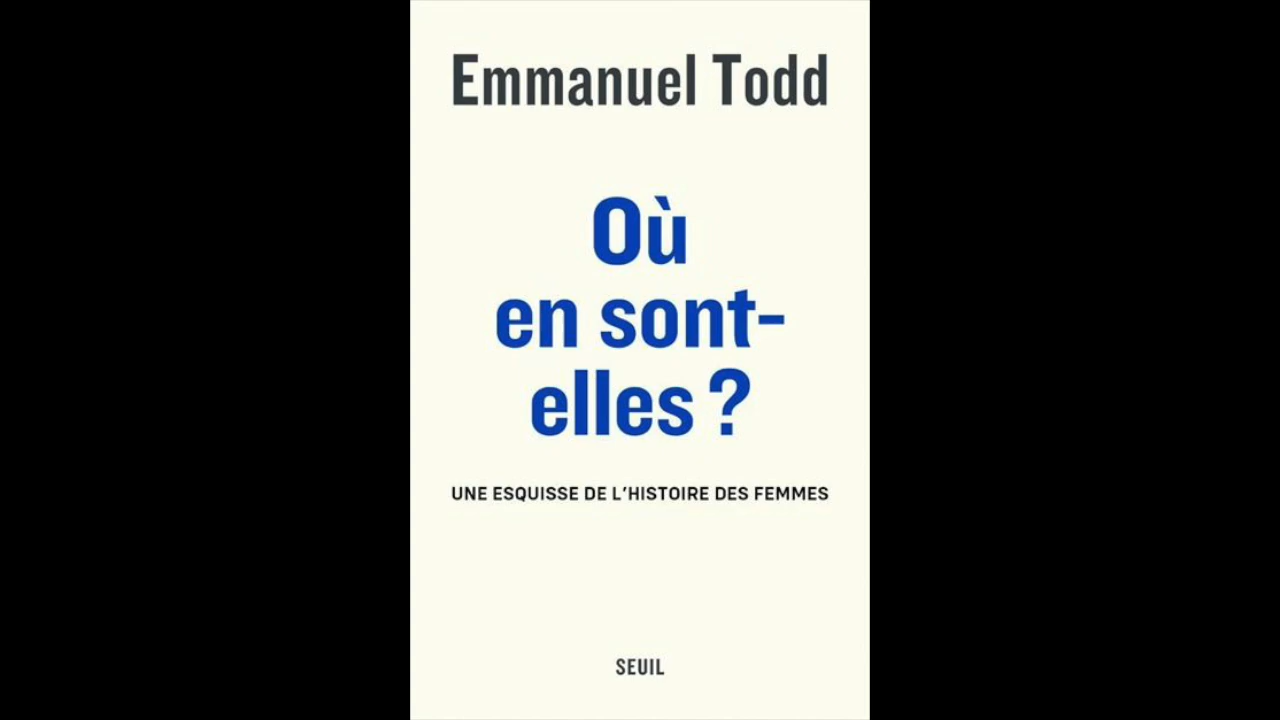 Emmanuel Todd
Où
en sont-
elles ?
UNE ESQUISSE DE L’HISTOIRE DES FEMMES
SEUIL